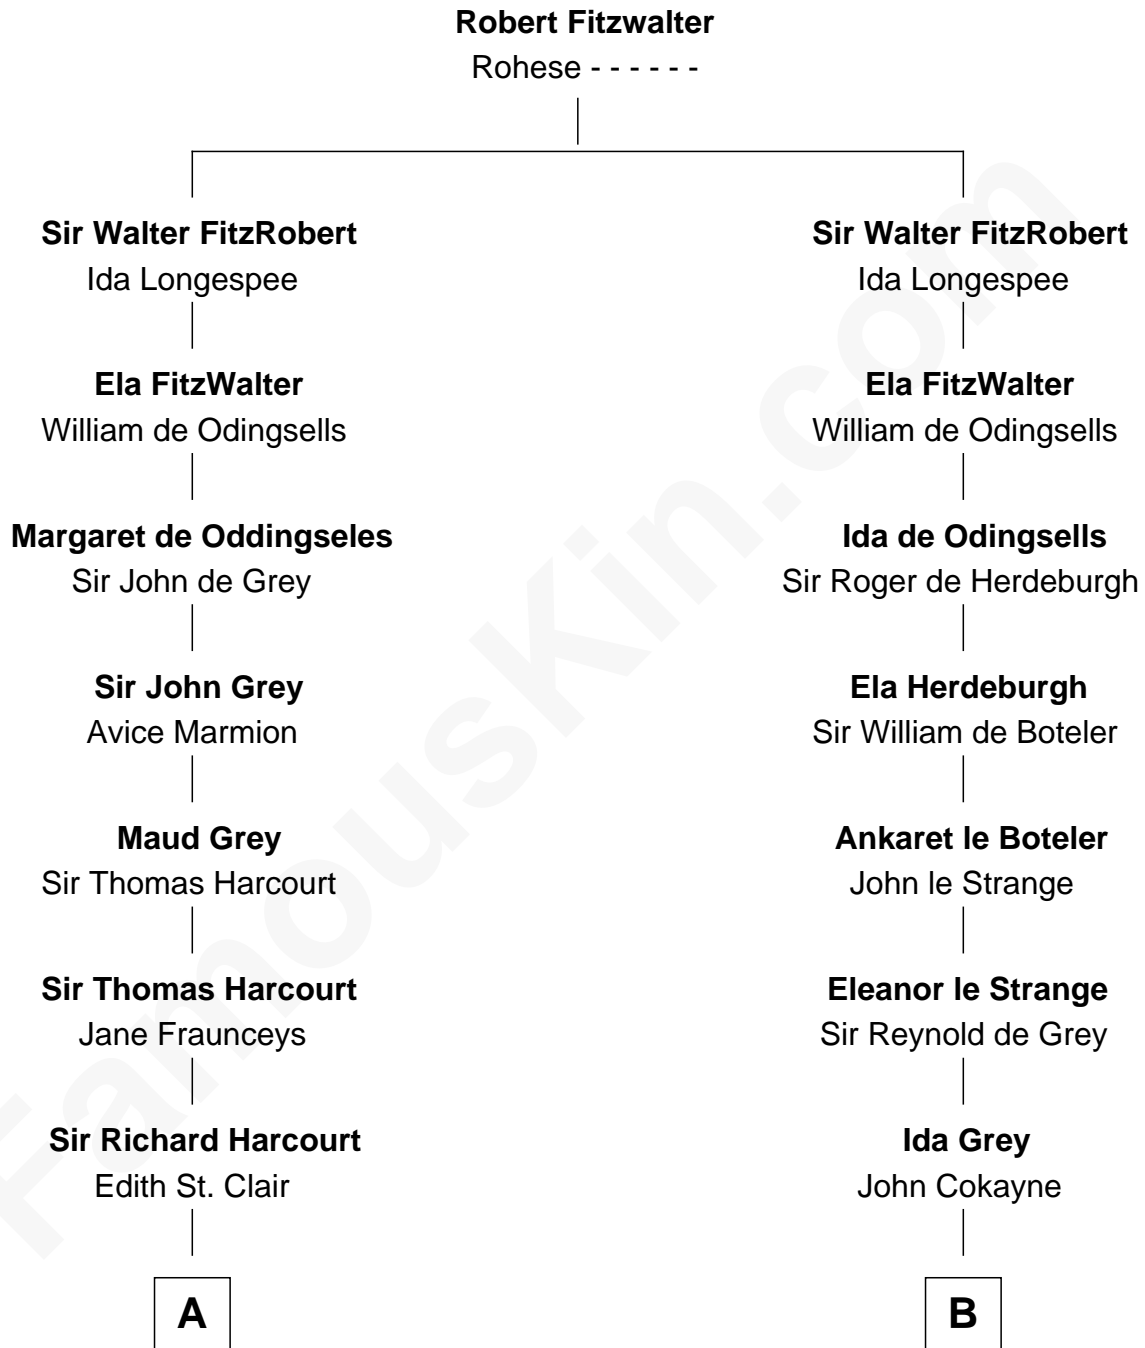 Robert Fitzwalter
Rohese - - - - - -
Sir Walter FitzRobert
Ida Longespee
Sir Walter FitzRobert
Ida Longespee
Ela FitzWalter
William de Odingsells
Ela FitzWalter
William de Odingsells
Margaret de Oddingseles
Sir John de Grey
Ida de Odingsells
Sir Roger de Herdeburgh
Sir John Grey
Avice Marmion
Ela Herdeburgh
Sir William de Boteler
Maud Grey
Sir Thomas Harcourt
Ankaret le Boteler
John le Strange
Sir Thomas Harcourt
Jane Fraunceys
Eleanor le Strange
Sir Reynold de Grey
Sir Richard Harcourt
Edith St. Clair
Ida Grey
John Cokayne
A
B
FamousKin.com